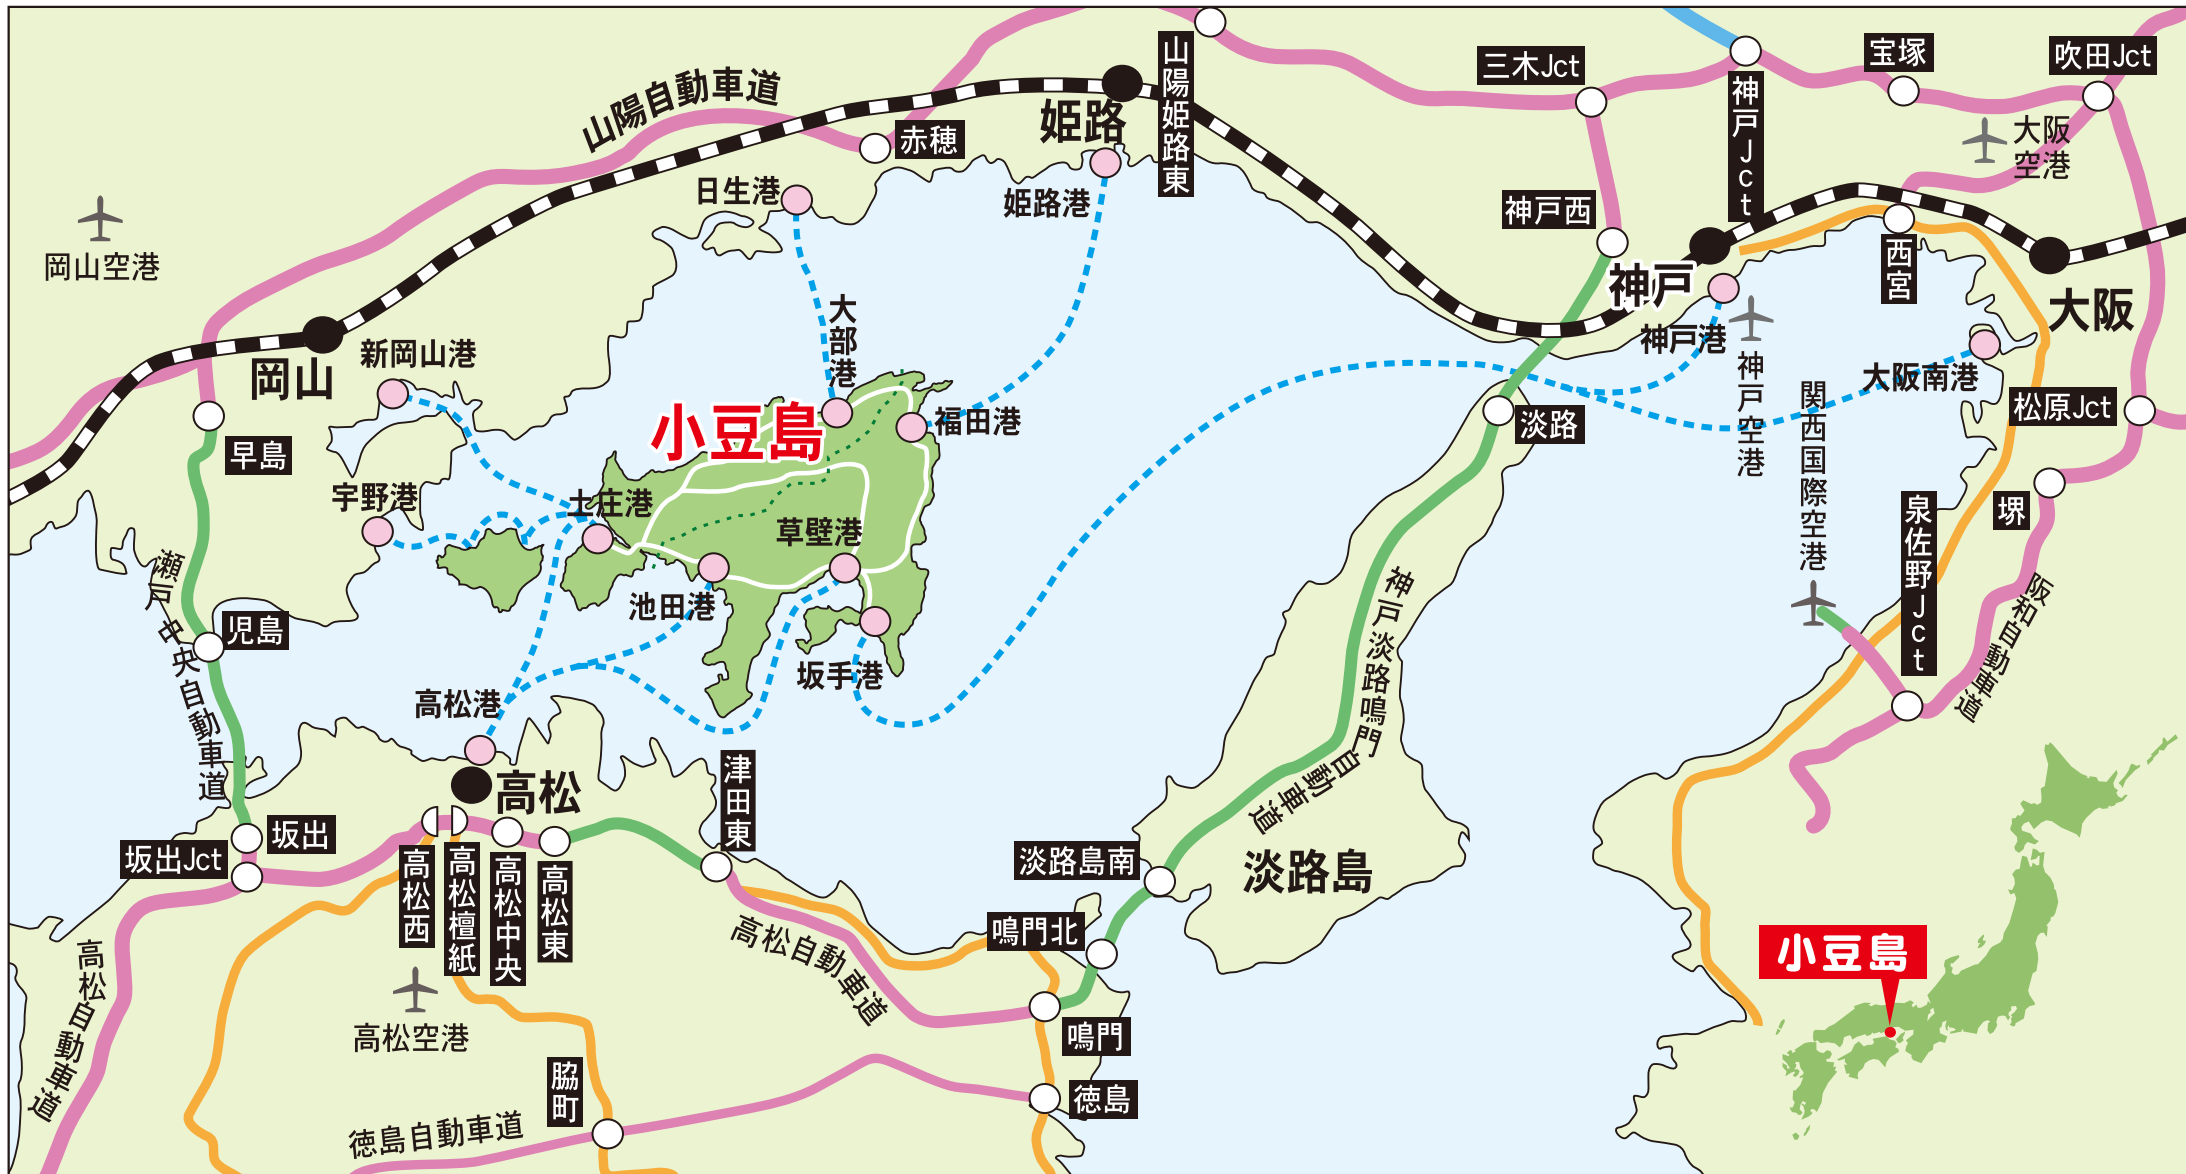 山陽自動車道
赤穂
姫路
山陽姫路東
三木Jct
神戸Jct
宝塚
吹田Jct
大阪
空港
日生港
姫路港
神戸西
西宮
岡山空港
岡山
新岡山港
大部港
神戸
神戸港
神戸空港
大阪
大阪南港
関西国際空港
松原Jct
早島
小豆島
福田港
淡路
宇野港
土庄港
草壁港
堺
泉佐野Jct
瀬戸中央自動車道
児島
池田港
坂手港
神戸淡路鳴門自動車道
阪和自動車道
高松港
高松
津田東
坂出
坂出Jct
高松西
高松檀紙
高松中央
高松東
淡路島南
淡路島
鳴門北
高松自動車道
高松自動車道
小豆島
高松空港
鳴門
脇町
徳島
徳島自動車道